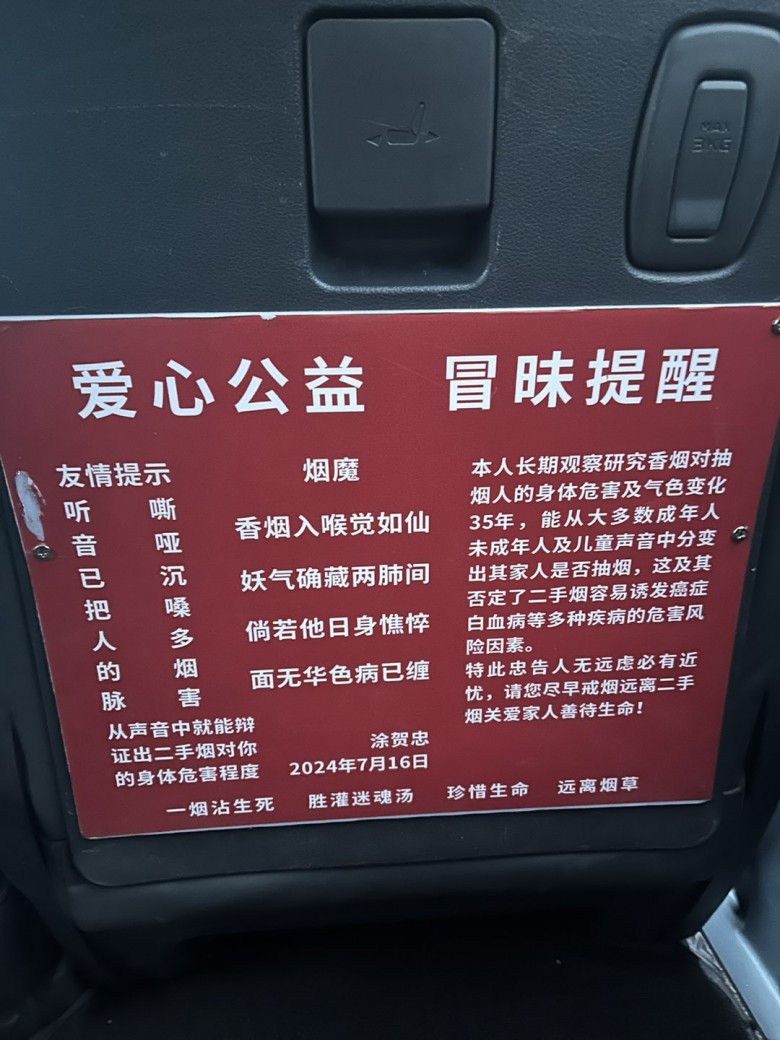 MAX
3KG
爱心公益 冒昧提醒
友情提示
听音已把人的脉
嘶哑沉嗓多烟害
从声音中就能辩
证出二手烟对你
的身体危害程度
烟魔
香烟入喉觉如仙
妖气确藏两肺间
倘若他日身憔悴
面无华色病已缠
涂贺忠
2024年7月16日
本人长期观察研究香烟对抽
烟人的身体危害及气色变化
35年，能从大多数成年人
未成年人及儿童声音中分变
出其家人是否抽烟，这及其
否定了二手烟容易诱发癌症
白血病等多种疾病的危害风
险因素。
特此忠告人无远虑必有近
忧，请您尽早戒烟远离二手
烟关爱家人善待生命！
一烟沾生死 胜灌迷魂汤 珍惜生命 远离烟草